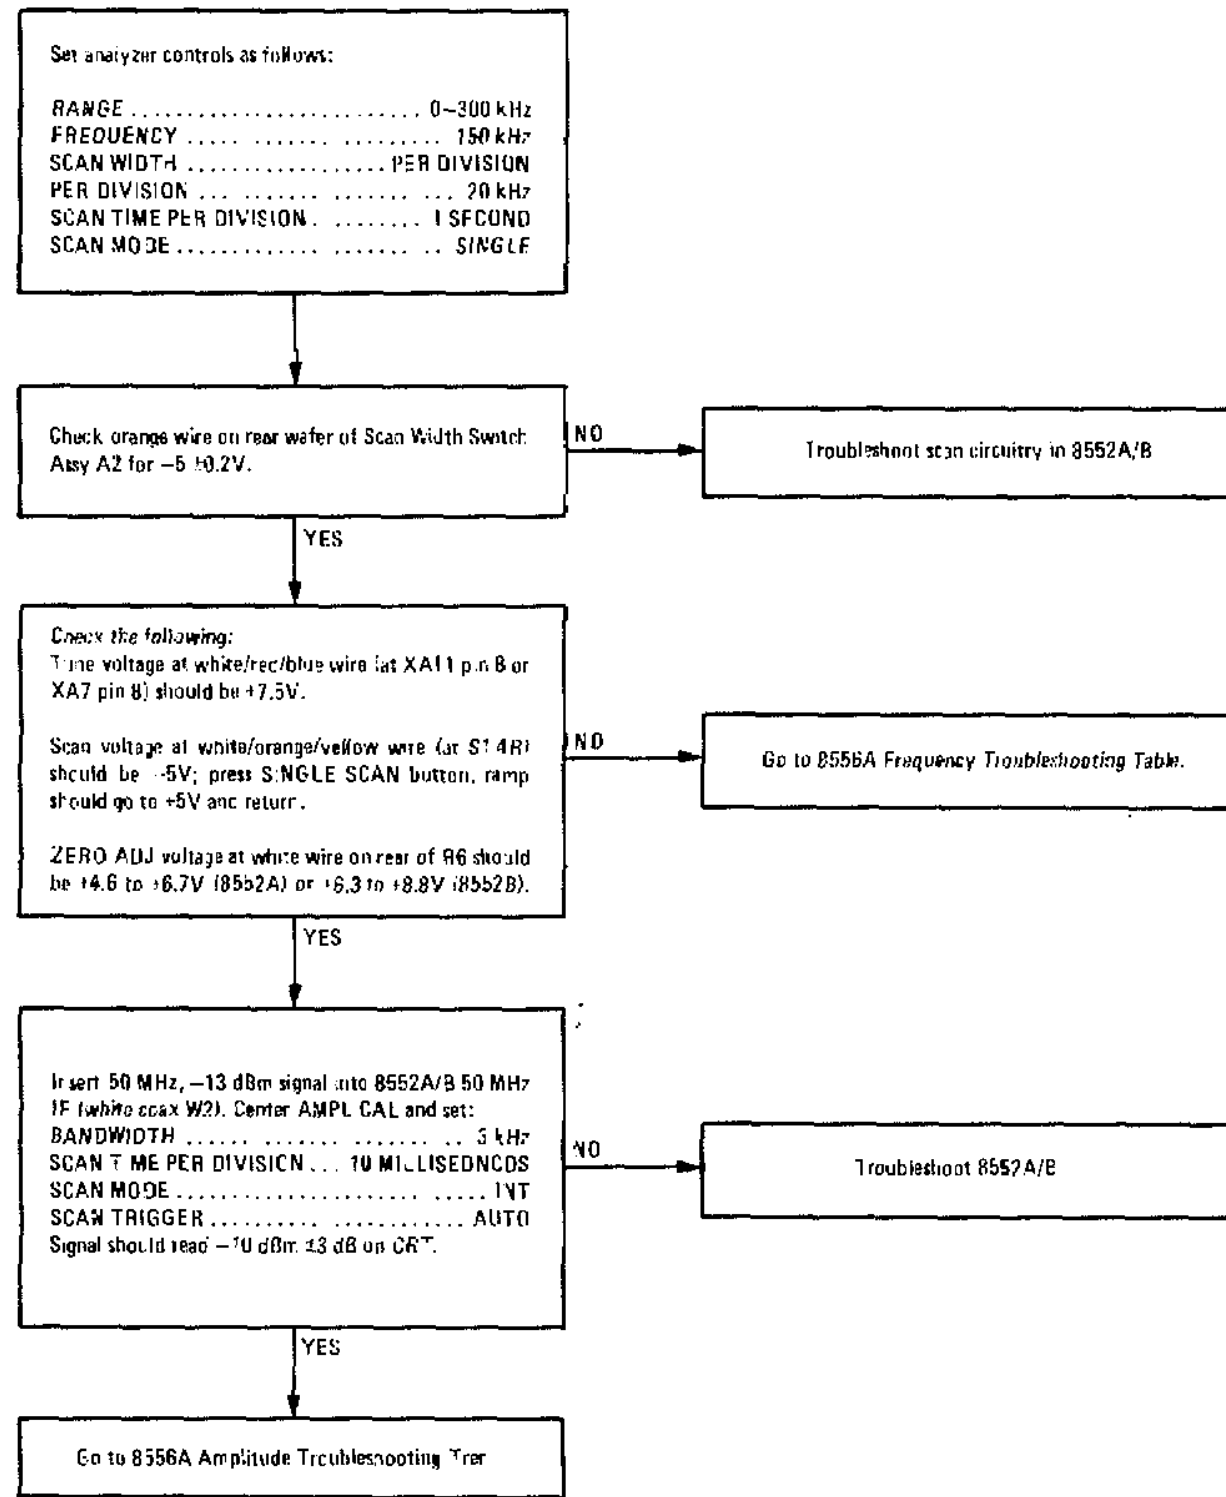 Set analyzer controls as follows:
RANGE .......................... 0–300 kHz
FREQUENCY ..... ........ ......... 150 kHz
SCAN WIDTH ................ PER DIVISION
PER DIVISION ... ....... ....... ... 20 kHz
SCAN TIME PER DIVISION . ........ 1 SECOND
SCAN MODE ............. ....... .. SINGLE
Check orange wire on rear wafer of Scan Width Switch
Assy A2 for –5 ±0.2V.
NO
Troubleshoot scan circuitry in 8552A/B
YES
Check the following:
Tune voltage at white/red/blue wire (at XA11 pin 8 or
XA7 pin 8) should be +7.5V.
Scan voltage at white/orange/yellow wire (at S1 4R)
should be –5V; press SINGLE SCAN button, ramp
should go to +5V and return.
ZERO ADJ voltage at white wire on rear of R6 should
be +4.6 to +6.7V (8552A) or +6.3 to +8.8V (8552B).
NO
Go to 8556A Frequency Troubleshooting Table.
YES
Insert 50 MHz, –13 dBm signal into 8552A/B 50 MHz
IF (white coax W2). Center AMPL CAL and set:
BANDWIDTH ...... ....... ....... .. 3 kHz
SCAN TIME PER DIVISION ... 10 MILLISEDNCDS
SCAN MODE .................... ..... INT
SCAN TRIGGER .......... ............ AUTO
Signal should read –10 dBm ±3 dB on CRT.
NO
Troubleshoot 8552A/B
YES
Go to 8556A Amplitude Troubleshooting Tree